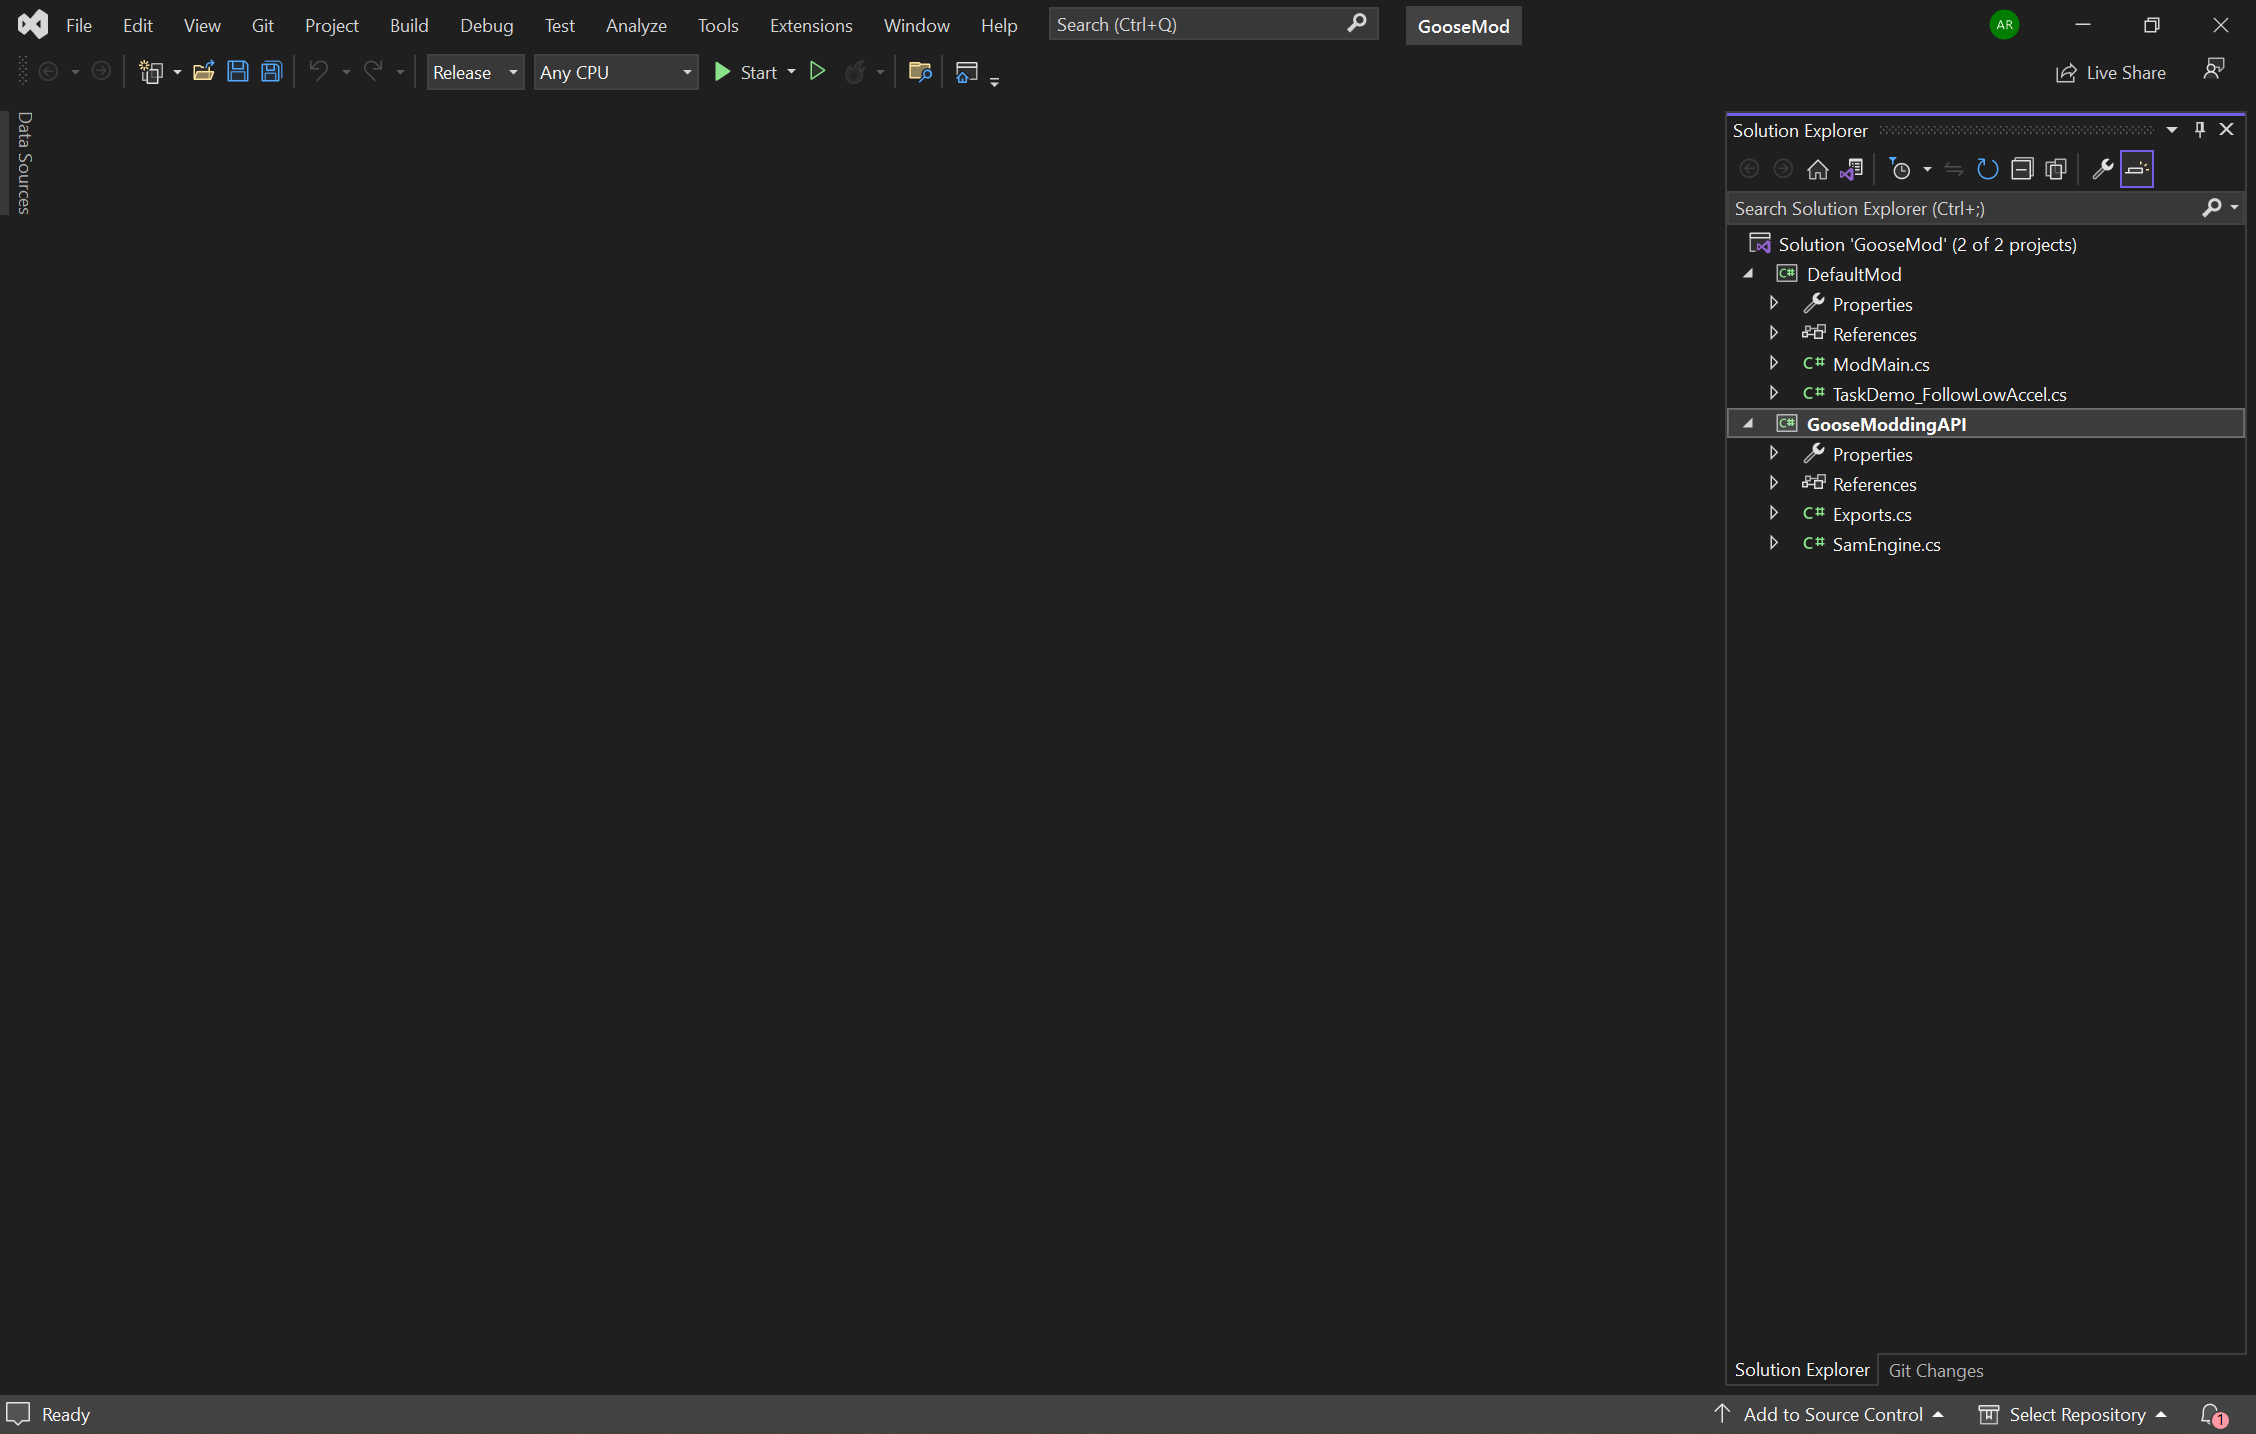 File Edit View Git Project Build Debug Test Analyze Tools Extensions Window Help Search (Ctrl+Q) GooseMod AR
Release Any CPU Start Live Share
Data Sources
Solution Explorer
Search Solution Explorer (Ctrl+;)
Solution 'GooseMod' (2 of 2 projects)
C# DefaultMod
Properties
References
C# ModMain.cs
C# TaskDemo_FollowLowAccel.cs
C# GooseModdingAPI
Properties
References
C# Exports.cs
C# SamEngine.cs
Solution Explorer Git Changes
Ready Add to Source Control Select Repository 1